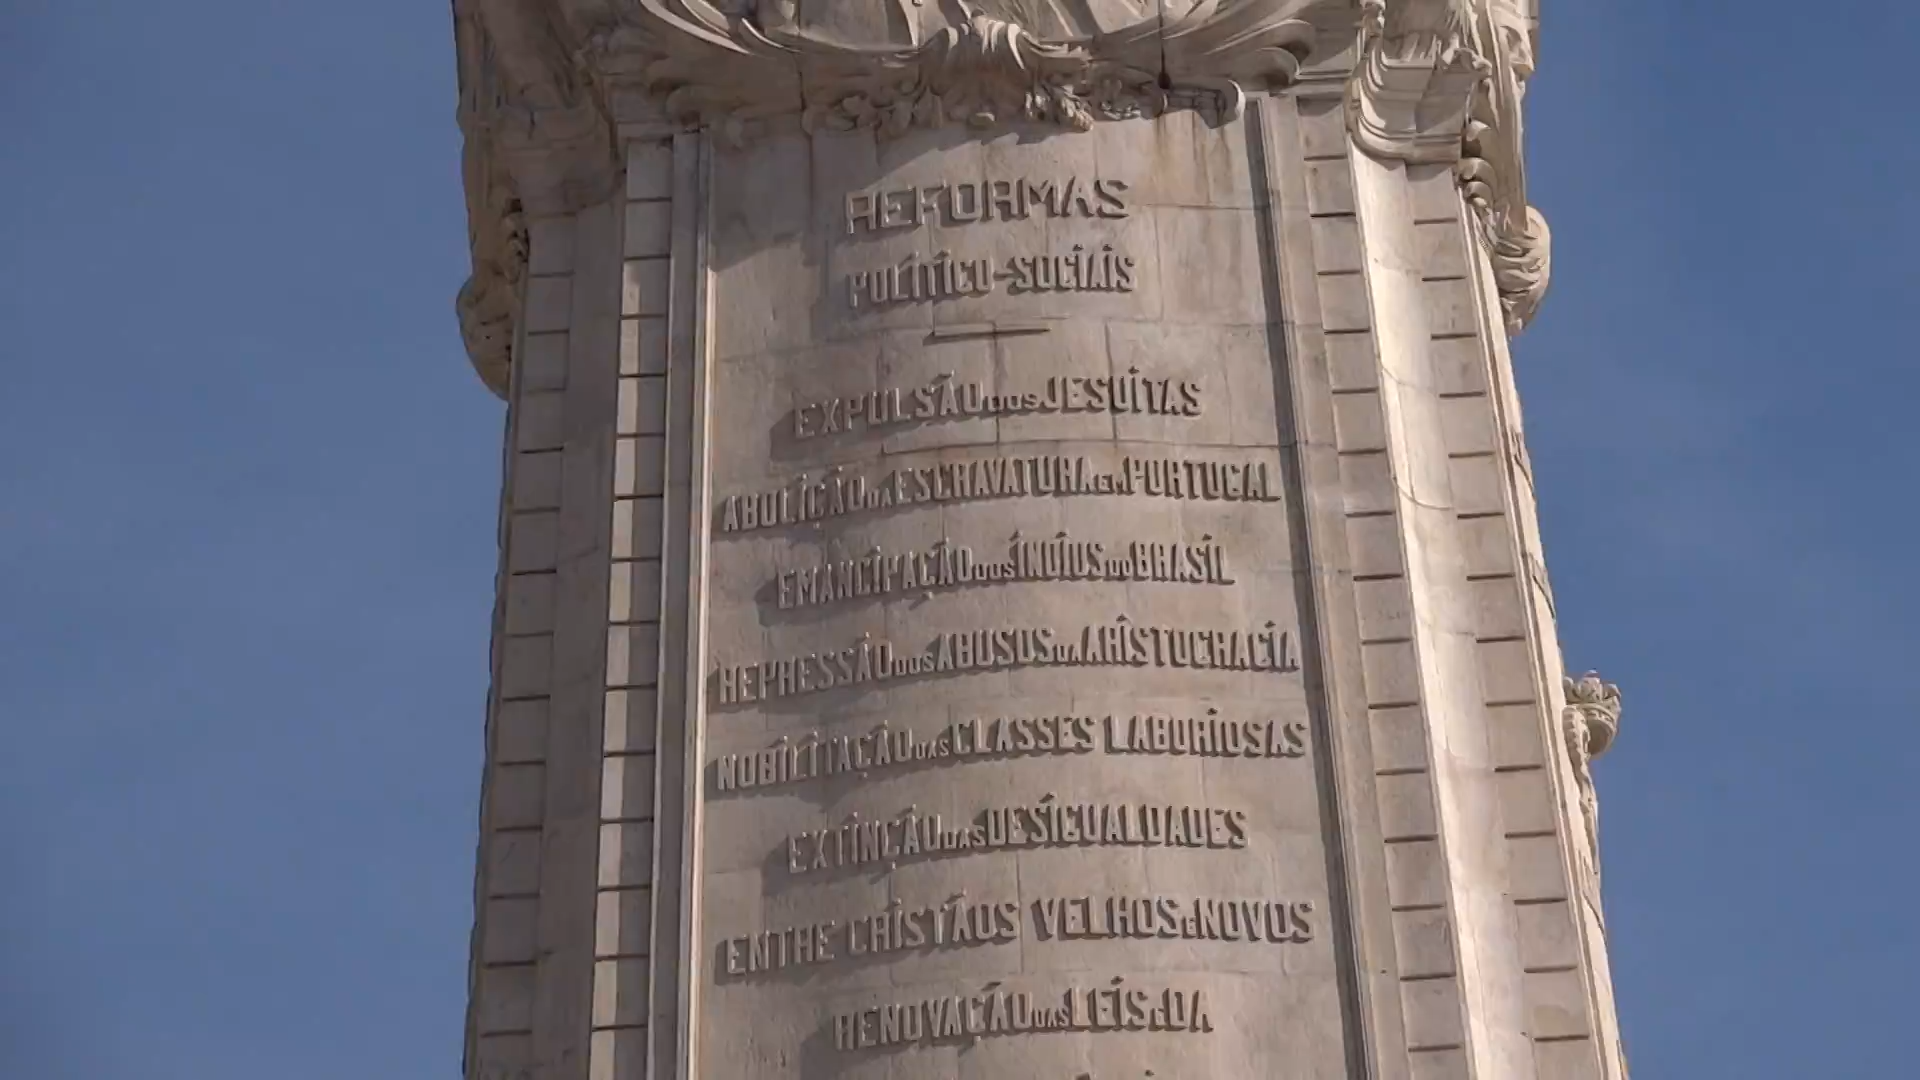 REFORMAS
POLÍTICO-SOCIAIS
EXPULSÃO DOS JESUITAS
ABOLIÇÃO DA ESCRAVATURA EM PORTUGAL
EMANCIPAÇÃO DOS ÍNDIOS DO BRASIL
REPRESSÃO DOS ABUSOS DA ARISTOCRACIA
NOBILITAÇÃO DAS CLASSES LABORIOSAS
EXTINÇÃO DAS DESIGUALDADES
ENTRE CRISTÃOS VELHOS E NOVOS
RENOVAÇÃO DAS LEIS E DA